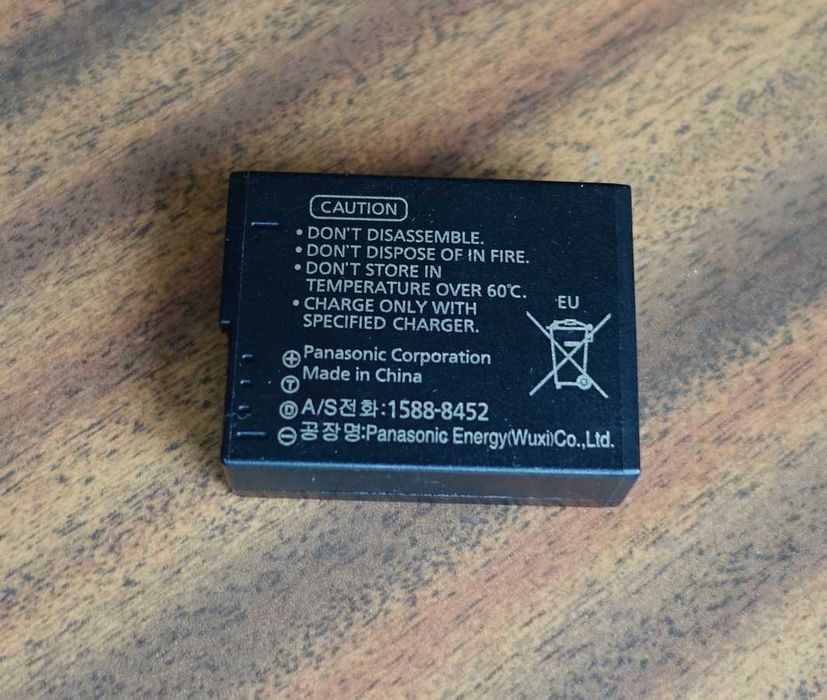 CAUTION
• DON'T DISASSEMBLE.
• DON'T DISPOSE OF IN FIRE.
• DON'T STORE IN
TEMPERATURE OVER 60℃.
• CHARGE ONLY WITH
SPECIFIED CHARGER.
EU
⊕ Panasonic Corporation
Ⓣ Made in China
Ⓓ A/S전화:1588-8452
⊖ 공장명:Panasonic Energy(Wuxi)Co.,Ltd.